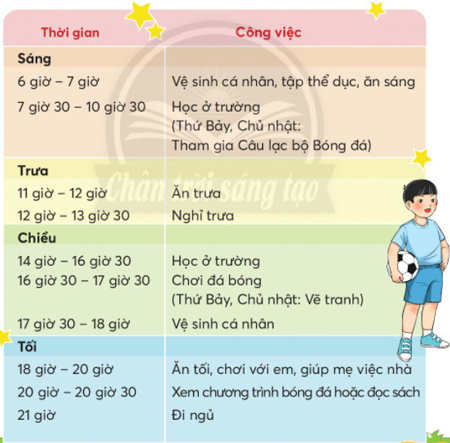 Thời gian Công việc
Sáng
6 giờ – 7 giờ Vệ sinh cá nhân, tập thể dục, ăn sáng
7 giờ 30 – 10 giờ 30 Học ở trường
(Thứ Bảy, Chủ nhật:
Tham gia Câu lạc bộ Bóng đá)
Trưa
11 giờ – 12 giờ Ăn trưa
12 giờ – 13 giờ 30 Nghỉ trưa
Chân trời sáng tạo
Chiều
14 giờ – 16 giờ 30 Học ở trường
16 giờ 30 – 17 giờ 30 Chơi đá bóng
(Thứ Bảy, Chủ nhật: Vẽ tranh)
17 giờ 30 – 18 giờ Vệ sinh cá nhân
Tối
18 giờ – 20 giờ Ăn tối, chơi với em, giúp mẹ việc nhà
20 giờ – 20 giờ 30 Xem chương trình bóng đá hoặc đọc sách
21 giờ Đi ngủ